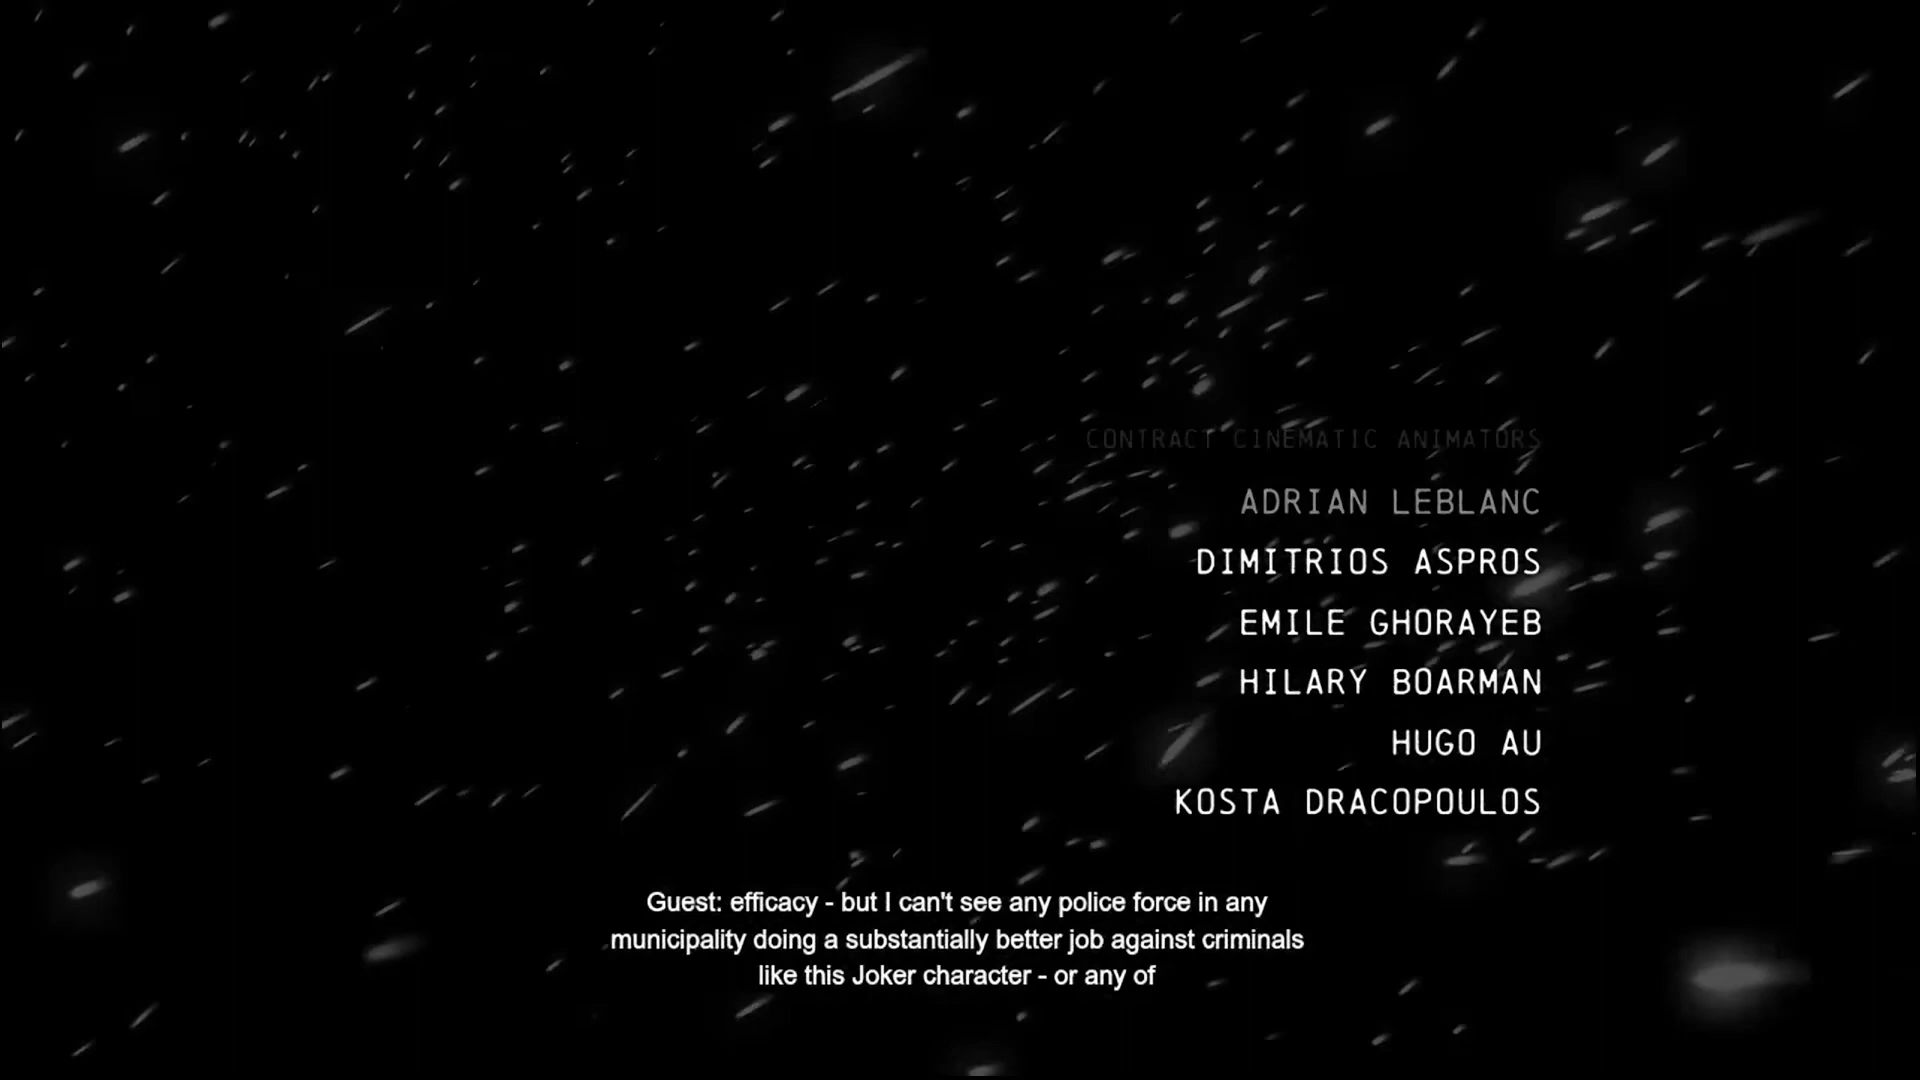 CONTRACT CINEMATIC ANIMATORS
ADRIAN LEBLANC
DIMITRIOS ASPROS
EMILE GHORAYEB
HILARY BOARMAN
HUGO AU
KOSTA DRACOPOULOS
Guest: efficacy - but I can't see any police force in any
municipality doing a substantially better job against criminals
like this Joker character - or any of